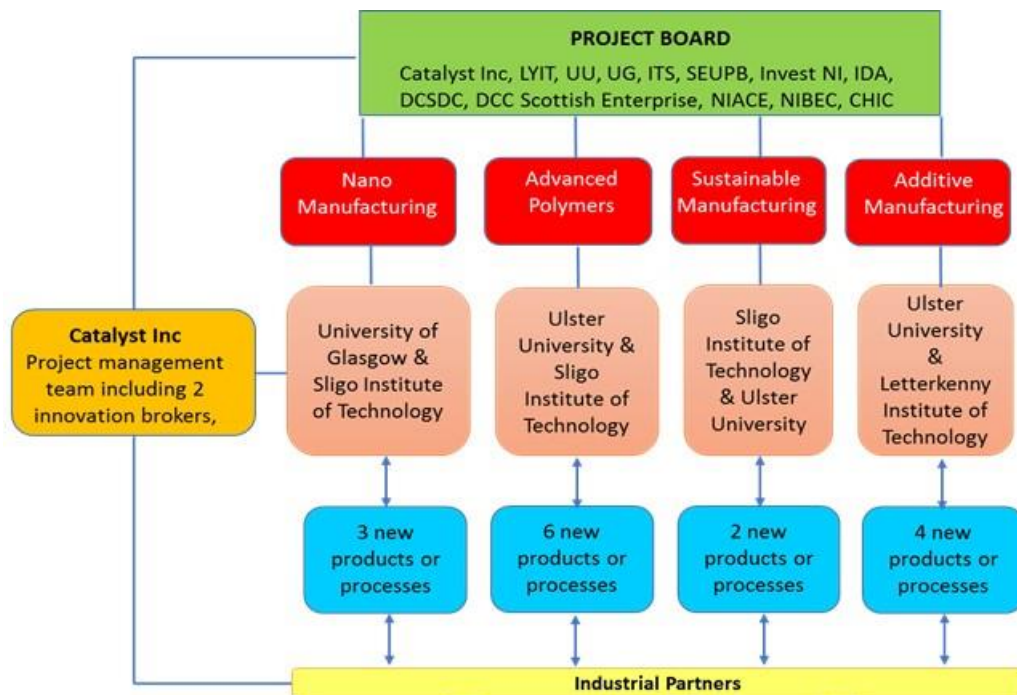 PROJECT BOARD
Catalyst Inc, LYIT, UU, UG, ITS, SEUPB, Invest NI, IDA,
DCSDC, DCC Scottish Enterprise, NIACE, NIBEC, CHIC
Nano
Manufacturing
Advanced
Polymers
Sustainable
Manufacturing
Additive
Manufacturing
Catalyst Inc
Project management
team including 2
innovation brokers,
University of
Glasgow &
Sligo Institute
of Technology
Ulster
University &
Sligo
Institute of
Technology
Sligo
Institute of
Technology
& Ulster
University
Ulster
University
&
Letterkenny
Institute of
Technology
3 new
products or
processes
6 new
products or
processes
2 new
products or
processes
4 new
products or
processes
Industrial Partners